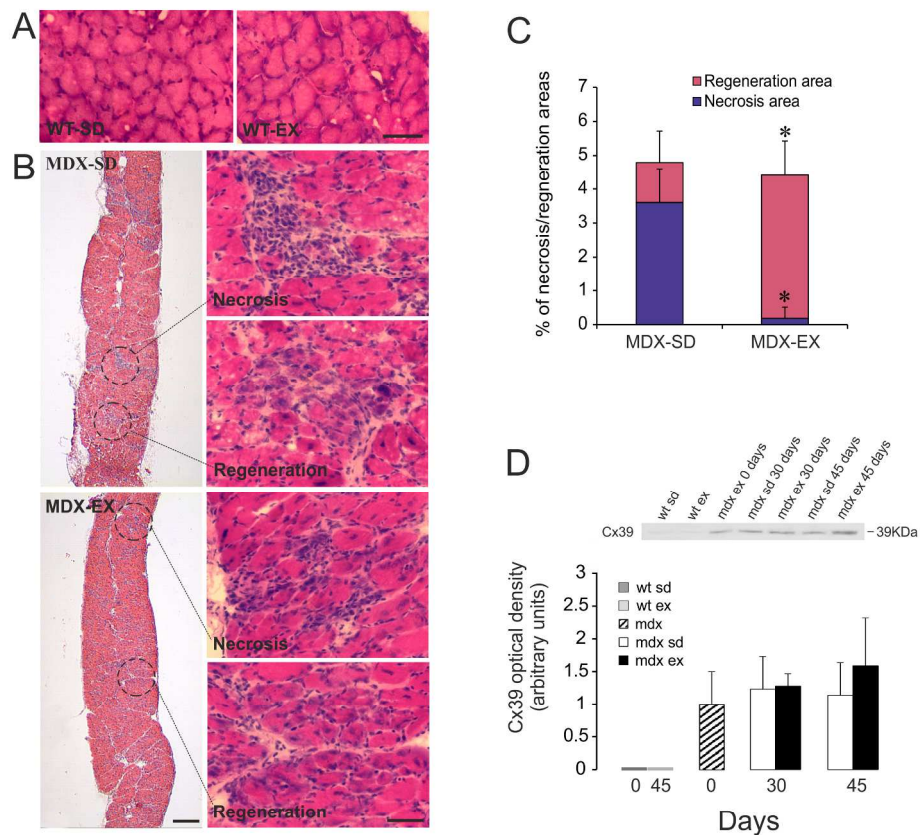 A
WT-SD
WT-EX
B
MDX-SD
Necrosis
Regeneration
MDX-EX
Necrosis
Regeneration
C
% of necrosis/regneration areas
7
6
5
4
3
2
1
0
Regeneration area
Necrosis area
*
*
MDX-SD
MDX-EX
D
wt sd
wt ex
mdx ex 0 days
mdx sd 30 days
mdx ex 30 days
mdx sd 45 days
mdx ex 45 days
Cx39
–39KDa
Cx39 optical density
(arbitrary units)
3
2.5
2
1.5
1
0.5
0
wt sd
wt ex
mdx
mdx sd
mdx ex
0 45 0 30 45
Days